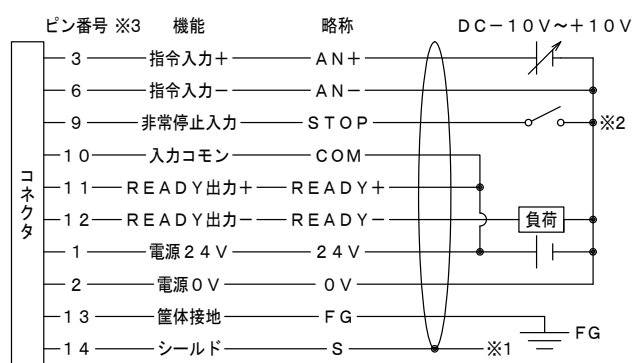 ピン番号 ※3 機能 略称 DC－10V～＋10V
3 指令入力＋ AN＋
6 指令入力－ AN－
9 非常停止入力 STOP ※2
10 入力コモン COM
11 READY出力＋ READY＋
12 READY出力－ READY－ 負荷
1 電源24V 24V
2 電源0V 0V
13 筐体接地 FG FG
14 シールド S ※1
コネクタ